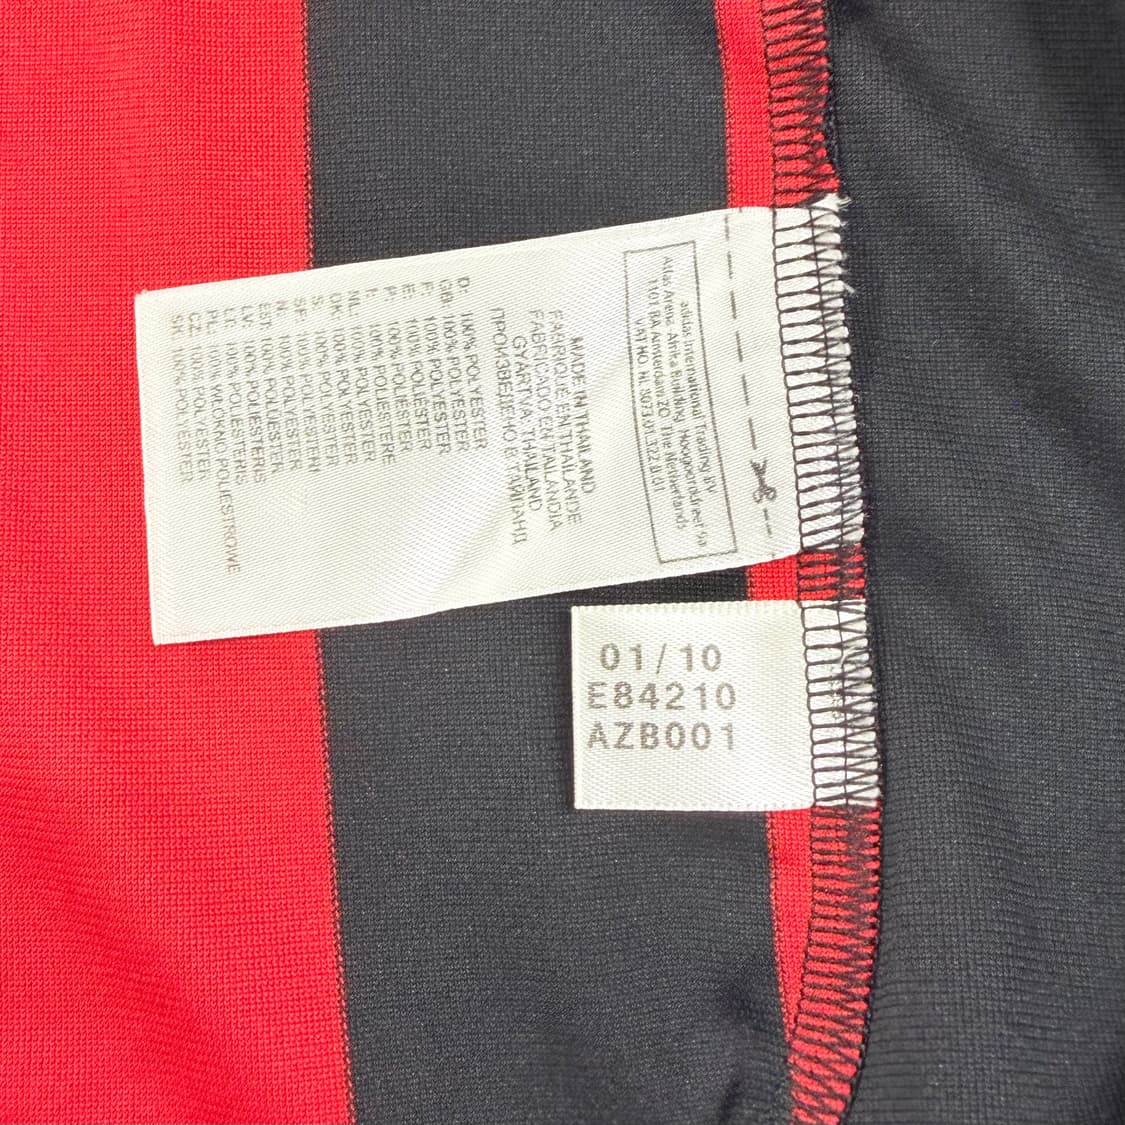 adidas International Trading BV
Atlas Arena Afrika Building Hoogoorddreef 9a
1101 BA Amsterdam ZO The Netherlands
VAT NO. NL 8073.01.322.B.01
MADE IN THAILAND
FABRIQUÉ EN THAÏLANDE
FABRICADO EN TAILANDIA
GYÁRTVA: THAILAND
ПРОИЗВЕДЕНО В ТАЙЛАНД
D: 100% POLYESTER
GB: 100% POLYESTER
F: 100% POLYESTER
E: 100% POLIÉSTER
P: 100% POLIÉSTER
I: 100% POLIESTERE
NL: 100% POLYESTER
DK: 100% POLYESTER
S: 100% POLYESTER
SF: 100% POLYESTERI
N: 100% POLYESTER
EST: 100% POLÜESTER
LV: 100% POLIESTERIS
LT: 100% POLIESTERIS
PL: 100% WŁÓKNO POLIESTROWE
CZ: 100% POLYESTER
SK: 100% POLYESTER
01/10
E84210
AZB001